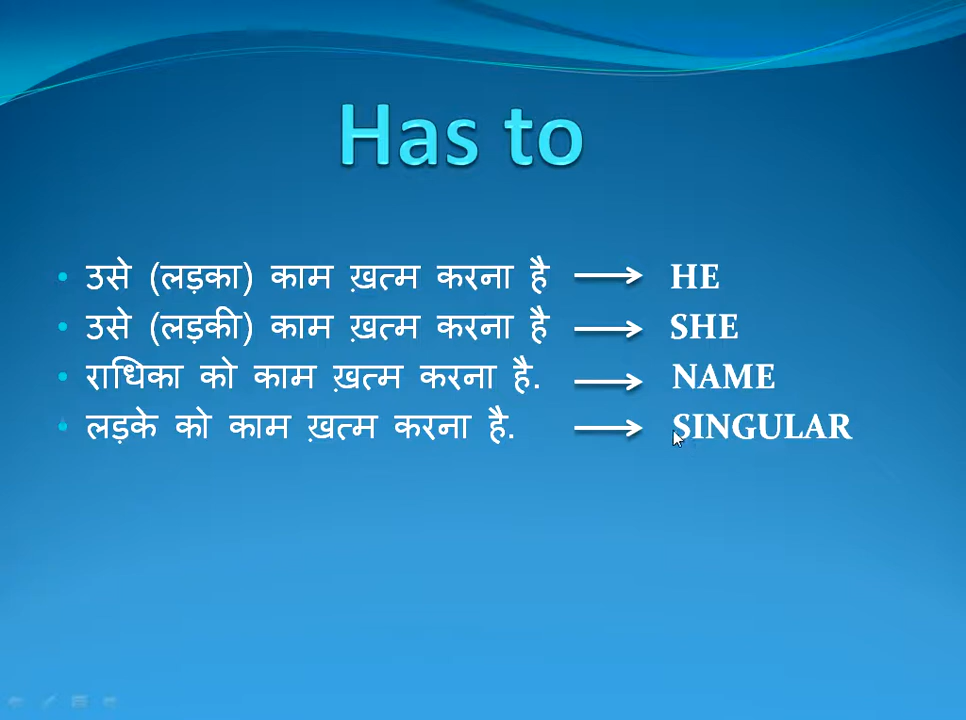 Has to
• उसे (लड़का) काम ख़त्म करना है → HE
• उसे (लड़की) काम ख़त्म करना है → SHE
• राधिका को काम ख़त्म करना है. → NAME
• लड़के को काम ख़त्म करना है. → SINGULAR